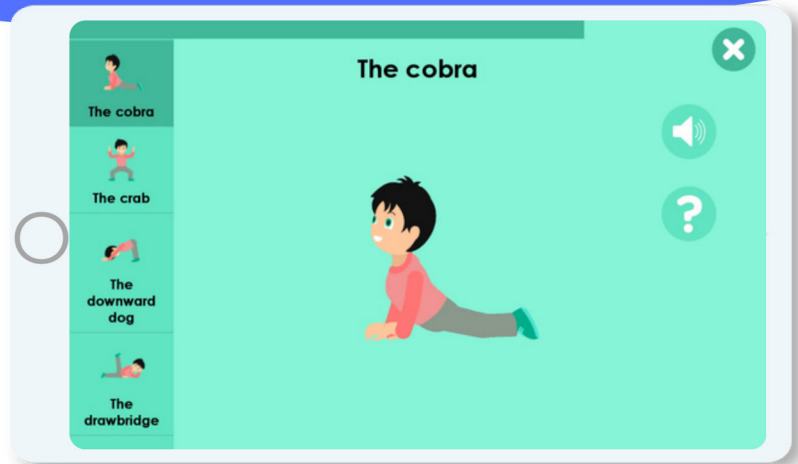 The cobra
The cobra
The crab
The
downward
dog
The
drawbridge
?